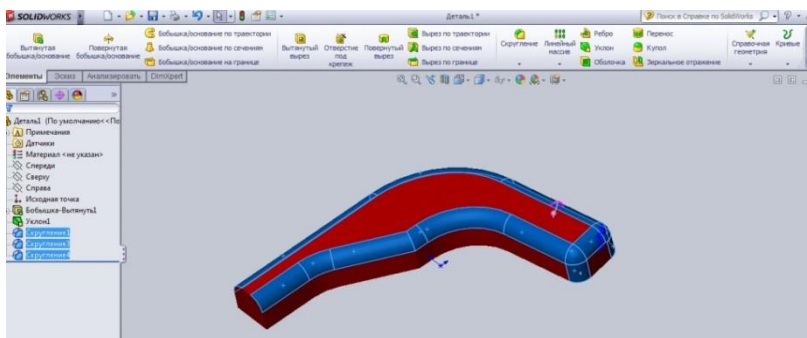 SOLIDWORKS
Деталь1 *
Поиск в Справке по SolidWorks
Вытянутая бобышка/основание
Повернутая бобышка/основание
Бобышка/основание по траектории
Бобышка/основание по сечениям
Бобышка/основание на границе
Вытянутый вырез
Отверстие под крепеж
Повернутый вырез
Вырез по траектории
Вырез по сечениям
Вырез по границе
Скругление
Линейный массив
Ребро
Уклон
Оболочка
Перенос
Купол
Зеркальное отражение
Справочная геометрия
Кривые
Элементы
Эскиз
Анализировать
DimXpert
Деталь1 (По умолчанию<<По
Примечания
Датчики
Материал <не указан>
Спереди
Сверху
Справа
Исходная точка
Бобышка-Вытянуть1
Уклон1
Скругление1
Скругление3